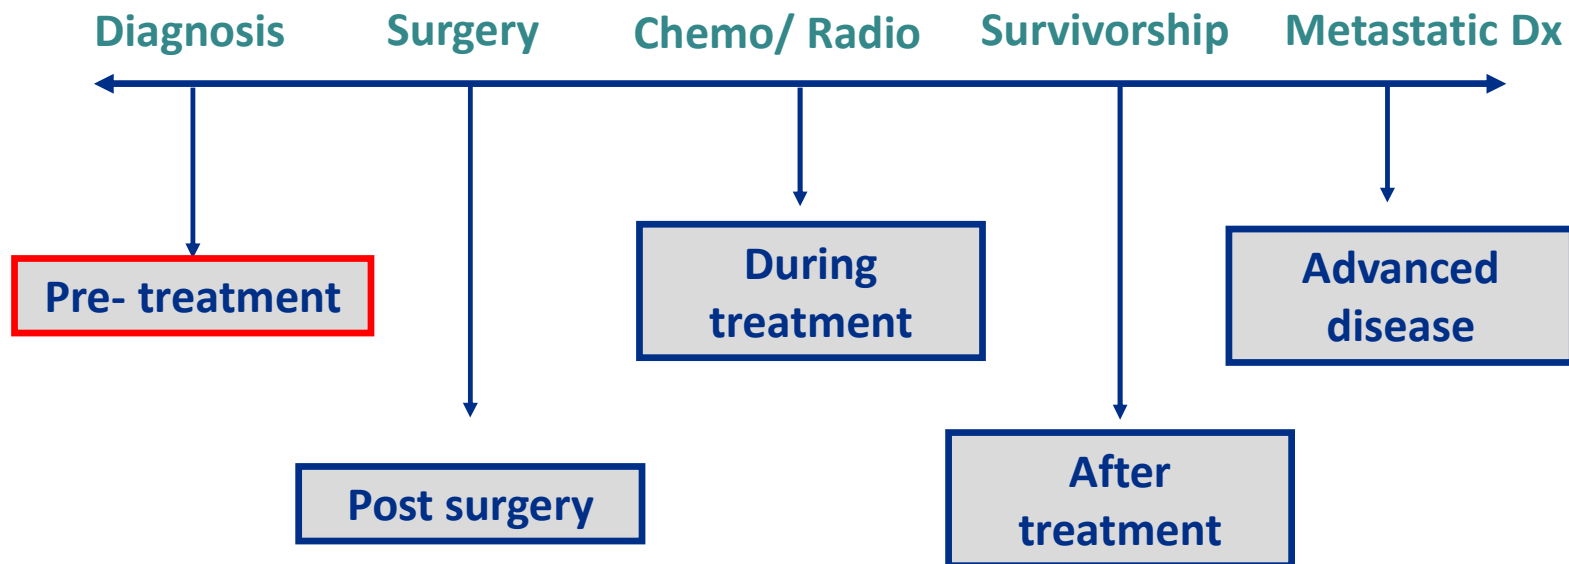 Diagnosis Surgery Chemo/ Radio Survivorship Metastatic Dx
Pre- treatment
Post surgery
During
treatment
After
treatment
Advanced
disease